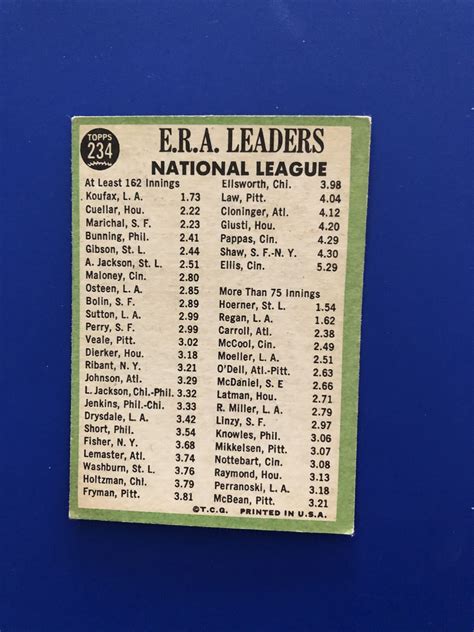 TOPPS
234
E.R.A. LEADERS
NATIONAL LEAGUE
At Least 162 Innings
Koufax, L. A. 1.73
Cuellar, Hou. 2.22
Marichal, S. F. 2.23
Bunning, Phil. 2.41
Gibson, St. L. 2.44
A. Jackson, St. L. 2.51
Maloney, Cin. 2.80
Osteen, L. A. 2.85
Bolin, S. F. 2.89
Sutton, L. A. 2.99
Perry, S. F. 2.99
Veale, Pitt. 3.02
Dierker, Hou. 3.18
Ribant, N. Y. 3.21
Johnson, Atl. 3.29
L. Jackson, Chi.-Phil. 3.32
Jenkins, Phil.-Chi. 3.33
Drysdale, L. A. 3.42
Short, Phil. 3.54
Fisher, N. Y. 3.68
Lemaster, Atl. 3.74
Washburn, St. L. 3.76
Holtzman, Chi. 3.79
Fryman, Pitt. 3.81
Ellsworth, Chi. 3.98
Law, Pitt. 4.04
Cloninger, Atl. 4.12
Giusti, Hou. 4.20
Pappas, Cin. 4.29
Shaw, S. F.-N. Y. 4.30
Ellis, Cin. 5.29
More Than 75 Innings
Hoerner, St. L. 1.54
Regan, L. A. 1.62
Carroll, Atl. 2.38
McCool, Cin. 2.49
Moeller, L. A. 2.51
O'Dell, Atl.-Pitt. 2.63
McDaniel, S. F. 2.66
Latman, Hou. 2.71
R. Miller, L. A. 2.79
Linzy, S. F. 2.97
Knowles, Phil. 3.06
Mikkelsen, Pitt. 3.06
Nottebart, Cin. 3.06
Raymond, Hou. 3.13
Perranoski, L. A. 3.18
McBean, Pitt. 3.21
©T.C.G. PRINTED IN U.S.A.